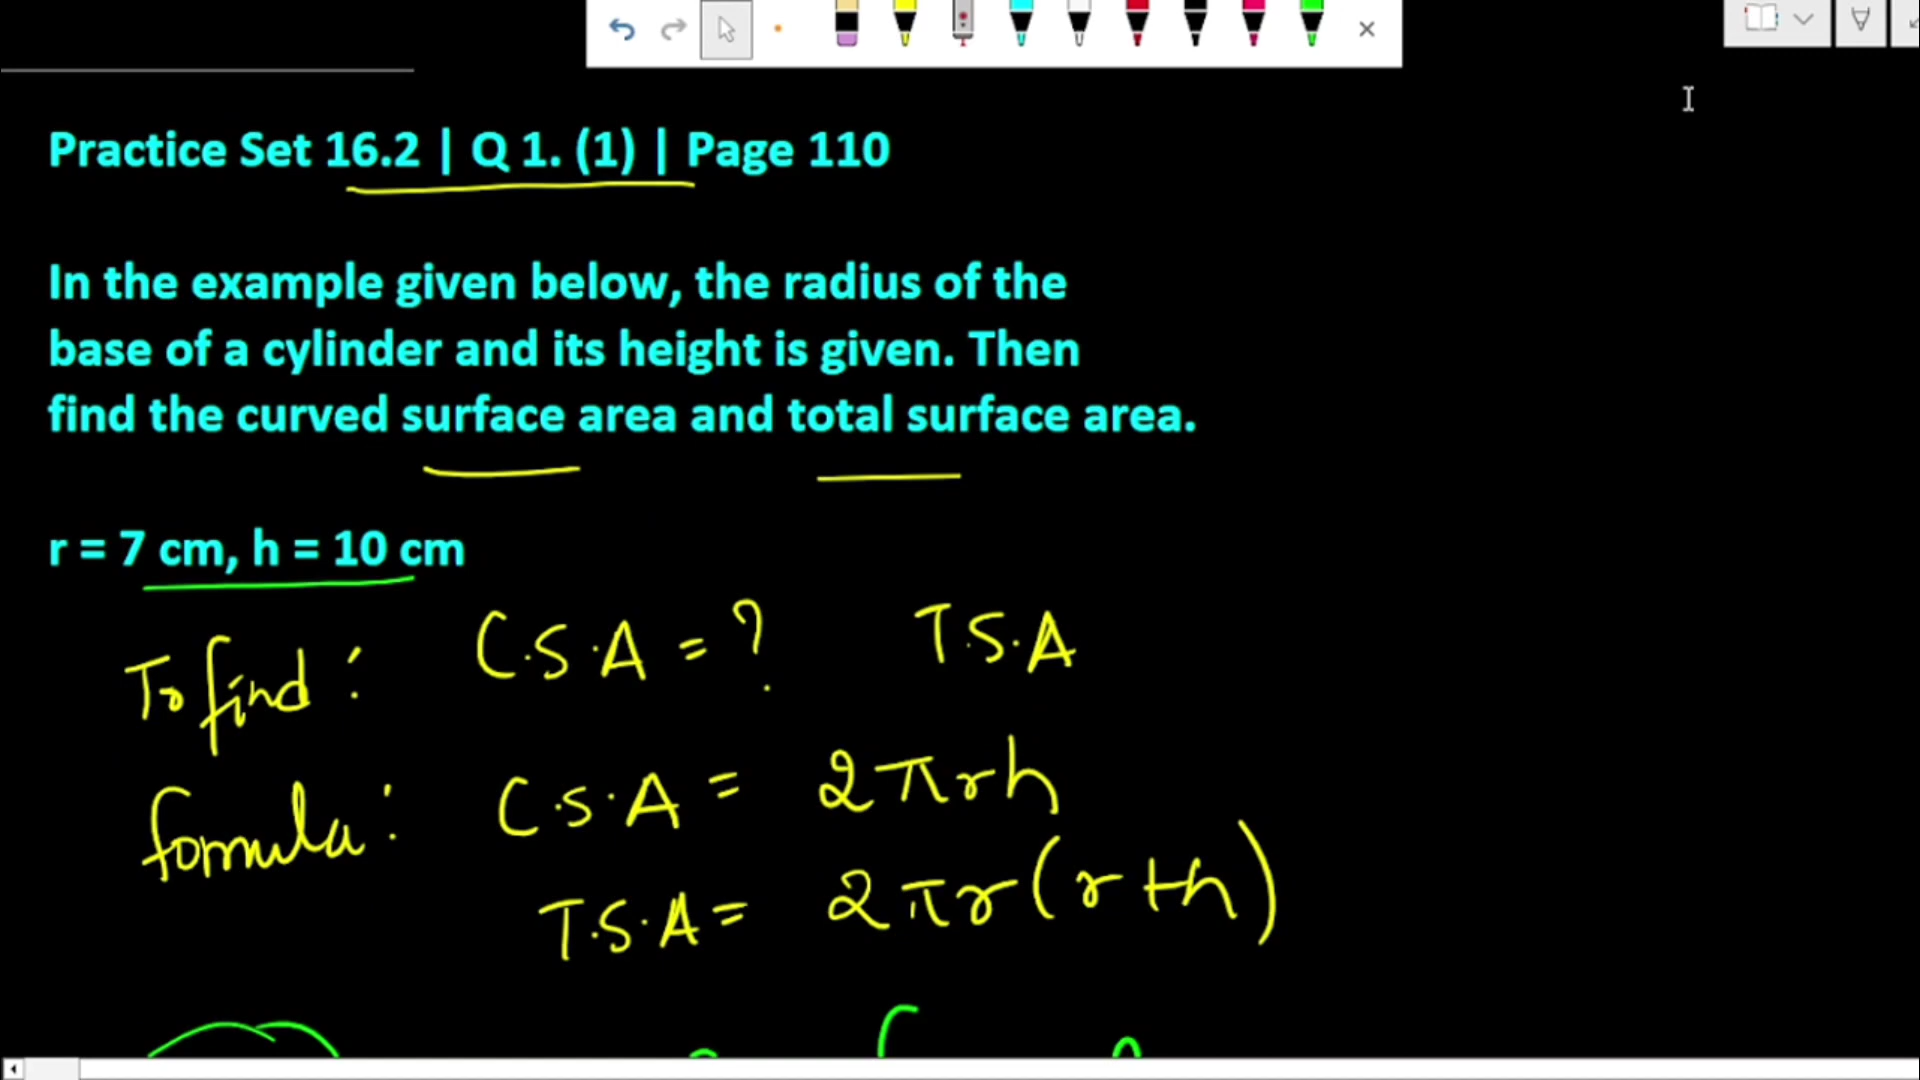 Practice Set 16.2 | Q 1. (1) | Page 110
In the example given below, the radius of the
base of a cylinder and its height is given. Then
find the curved surface area and total surface area.
r = 7 cm, h = 10 cm
To find : C.S.A = ? T.S.A
formula : C.S.A = 2πrh
T.S.A = 2πr(r+h)